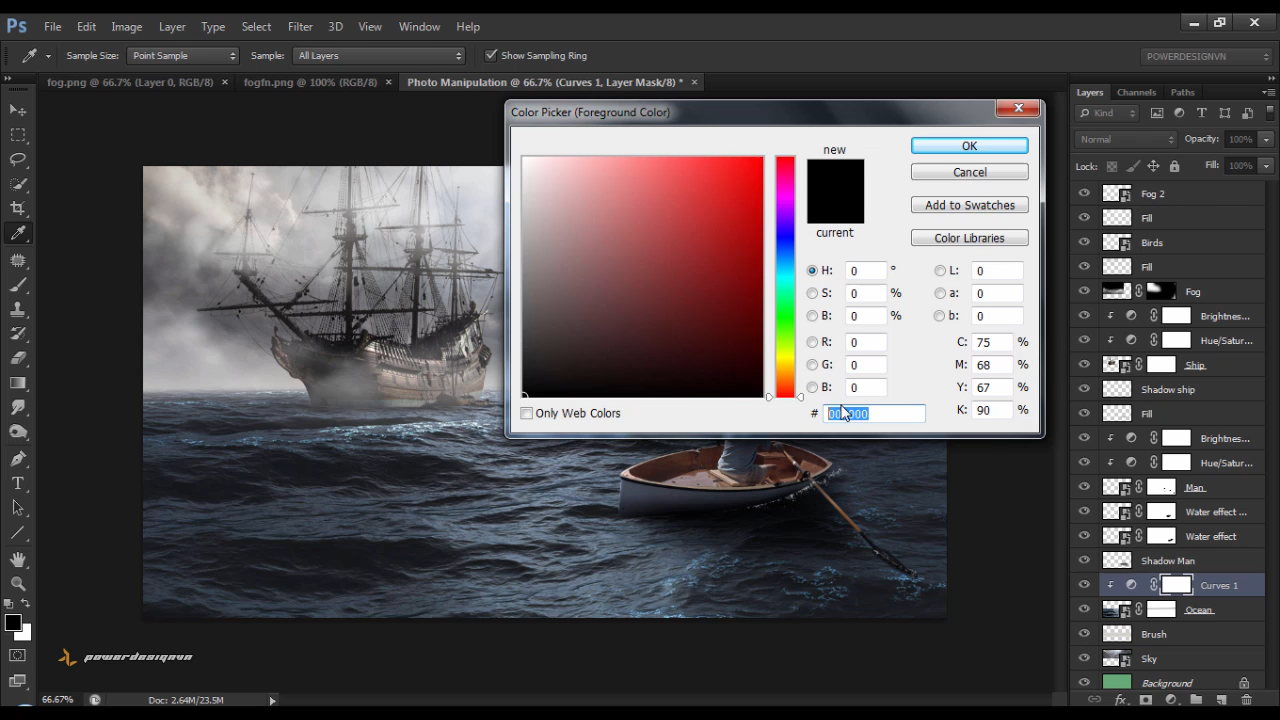 Ps File Edit Image Layer Type Select Filter 3D View Window Help
Sample Size: Point Sample Sample: All Layers Show Sampling Ring POWERDESIGNVN
fog.png @ 66.7% (Layer 0, RGB/8) × fogfn.png @ 100% (RGB/8) × Photo Manipulation @ 66.7% (Curves 1, Layer Mask/8) * ×
Layers Channels Paths
Kind
Normal Opacity: 100%
Lock: Fill: 100%
Fog 2
Fill
Birds
Fill
Fog
Brightnes...
Hue/Satur...
Ship
Shadow ship
Fill
Brightnes...
Hue/Satur...
Man
Water effect ...
Water effect
Shadow Man
Curves 1
Ocean
Brush
Sky
Background
Color Picker (Foreground Color)
new
current
OK
Cancel
Add to Swatches
Color Libraries
H: 0 ° L: 0
S: 0 % a: 0
B: 0 % b: 0
R: 0 C: 75 %
G: 0 M: 68 %
B: 0 Y: 67 %
K: 90 %
Only Web Colors
#
powerdesignvn
66.67% Doc: 2.64M/23.5M